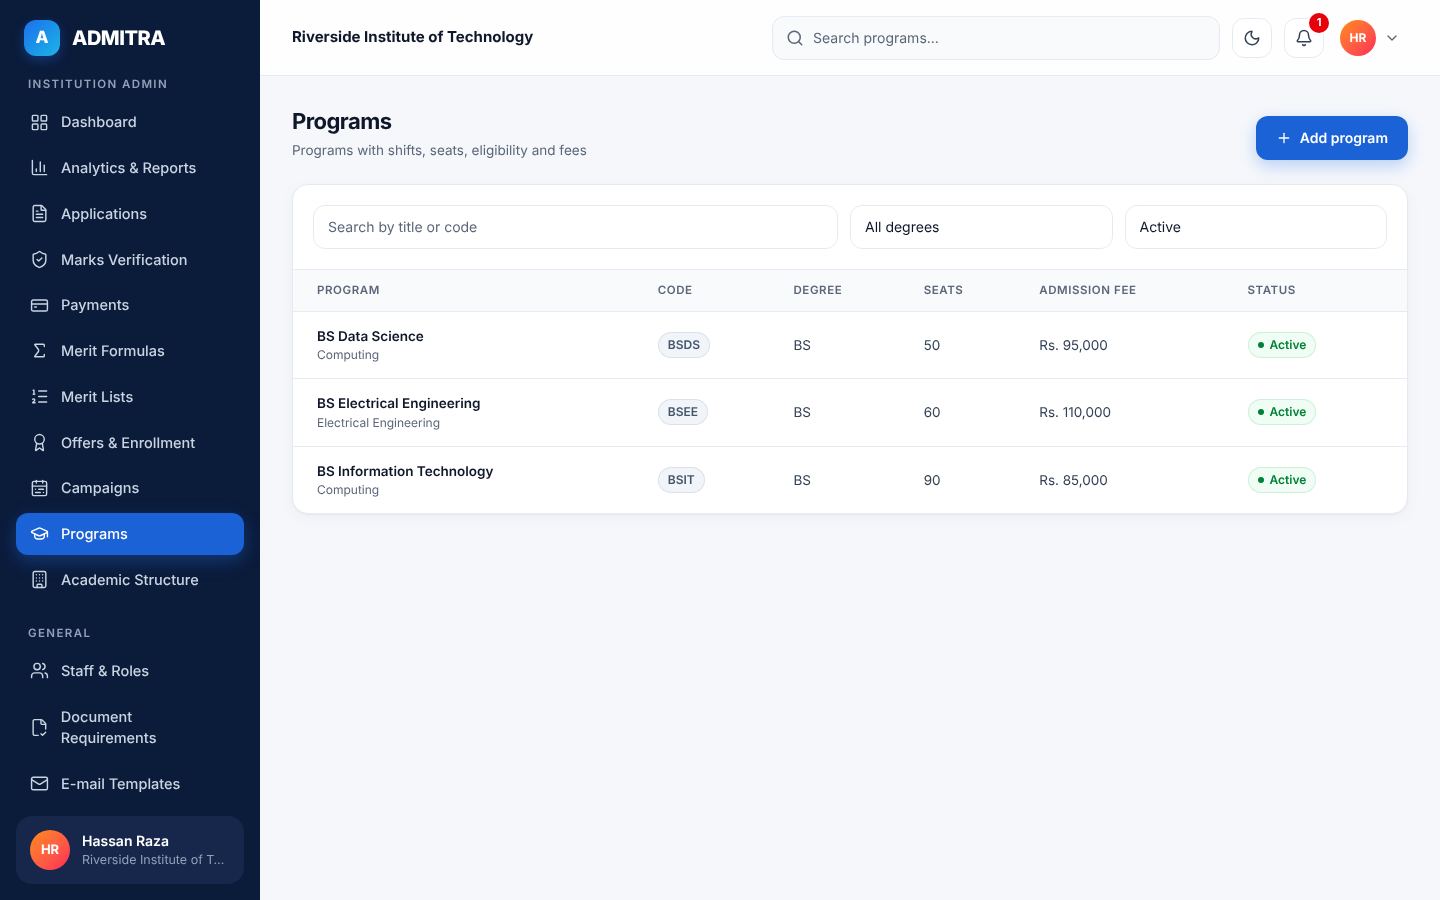 A
ADMITRA
INSTITUTION ADMIN
Dashboard
Analytics & Reports
Applications
Marks Verification
Payments
Merit Formulas
Merit Lists
Offers & Enrollment
Campaigns
Programs
Academic Structure
GENERAL
Staff & Roles
Document
Requirements
E-mail Templates
HR
Hassan Raza
Riverside Institute of T...
Riverside Institute of Technology
Search programs...
1
HR
Programs
Programs with shifts, seats, eligibility and fees
Add program
Search by title or code
All degrees
Active
PROGRAM CODE DEGREE SEATS ADMISSION FEE STATUS
BS Data Science
Computing
BSDS BS 50 Rs. 95,000 Active
BS Electrical Engineering
Electrical Engineering
BSEE BS 60 Rs. 110,000 Active
BS Information Technology
Computing
BSIT BS 90 Rs. 85,000 Active